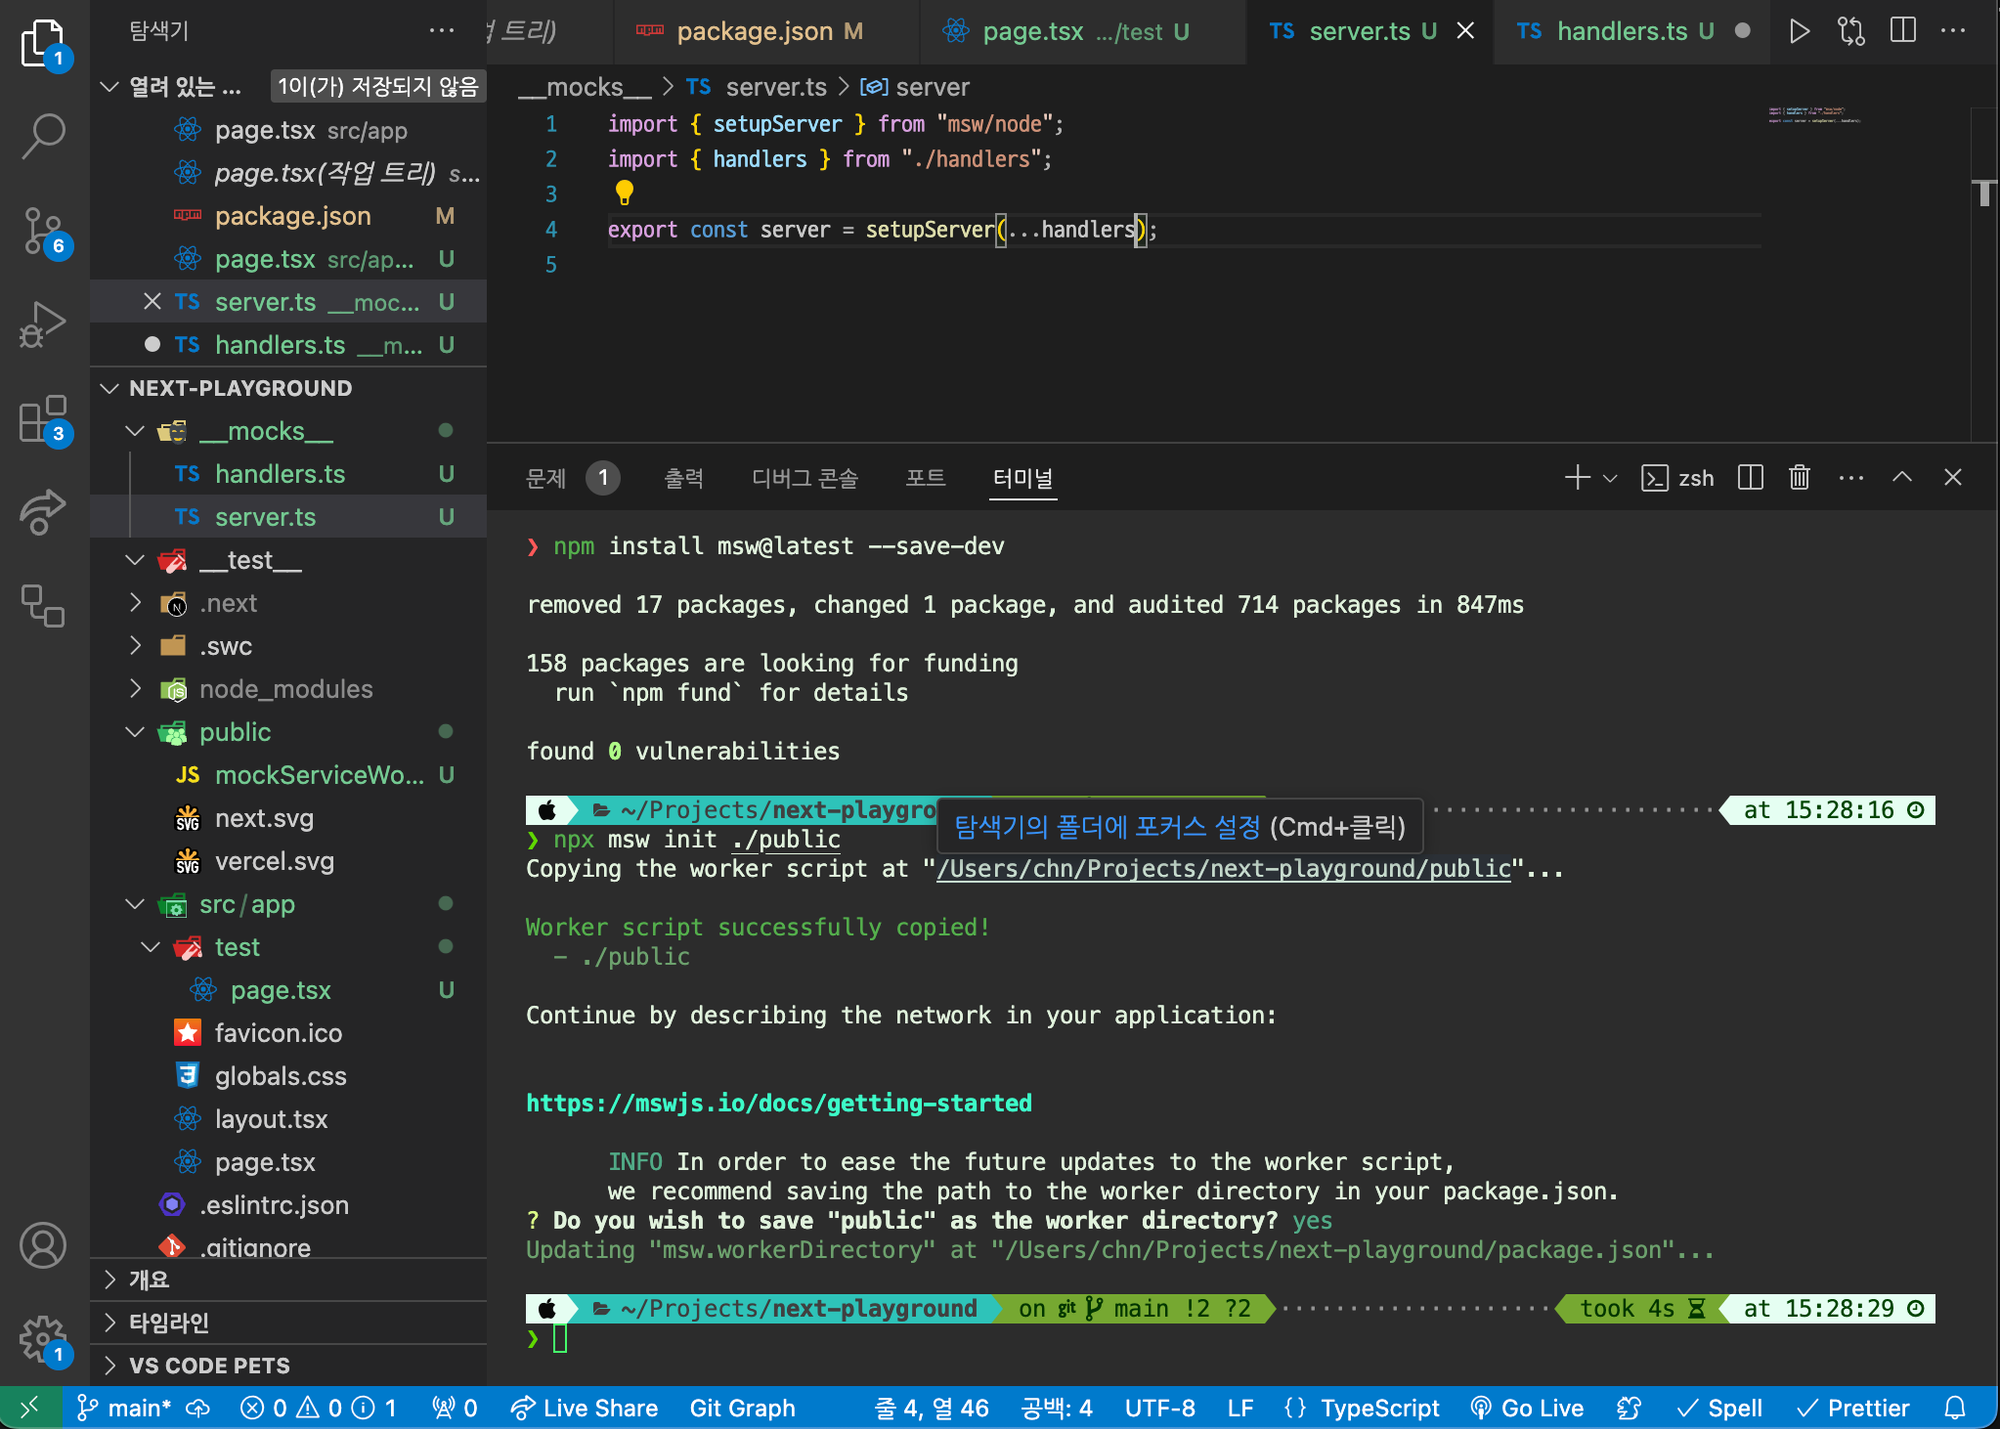 탐색기
열려 있는 ...
1이(가) 저장되지 않음
page.tsx src/app
page.tsx(작업 트리) s...
package.json M
page.tsx src/ap... U
server.ts __moc... U
handlers.ts __m... U
NEXT-PLAYGROUND
__mocks__
handlers.ts U
server.ts U
__test__
.next
.swc
node_modules
public
mockServiceWo... U
next.svg
vercel.svg
src/app
test
page.tsx U
favicon.ico
globals.css
layout.tsx
page.tsx
.eslintrc.json
.gitignore
개요
타임라인
VS CODE PETS
트리)
package.json M
page.tsx .../test U
TS server.ts U
TS handlers.ts U
__mocks__ > TS server.ts > server
1 import { setupServer } from "msw/node";
2 import { handlers } from "./handlers";
3
4 export const server = setupServer(...handlers);
5
문제 1 출력 디버그 콘솔 포트 터미널 zsh
❯ npm install msw@latest --save-dev
removed 17 packages, changed 1 package, and audited 714 packages in 847ms
158 packages are looking for funding
run `npm fund` for details
found 0 vulnerabilities
~/Projects/next-playgro at 15:28:16
탐색기의 폴더에 포커스 설정 (Cmd+클릭)
❯ npx msw init ./public
Copying the worker script at "/Users/chn/Projects/next-playground/public"...
Worker script successfully copied!
- ./public
Continue by describing the network in your application:
https://mswjs.io/docs/getting-started
INFO In order to ease the future updates to the worker script,
we recommend saving the path to the worker directory in your package.json.
? Do you wish to save "public" as the worker directory? yes
Updating "msw.workerDirectory" at "/Users/chn/Projects/next-playground/package.json"...
~/Projects/next-playground on git main !2 ?2 took 4s at 15:28:29
❯
main* 0 0 1 0 Live Share Git Graph 줄 4, 열 46 공백: 4 UTF-8 LF {} TypeScript Go Live Spell Prettier